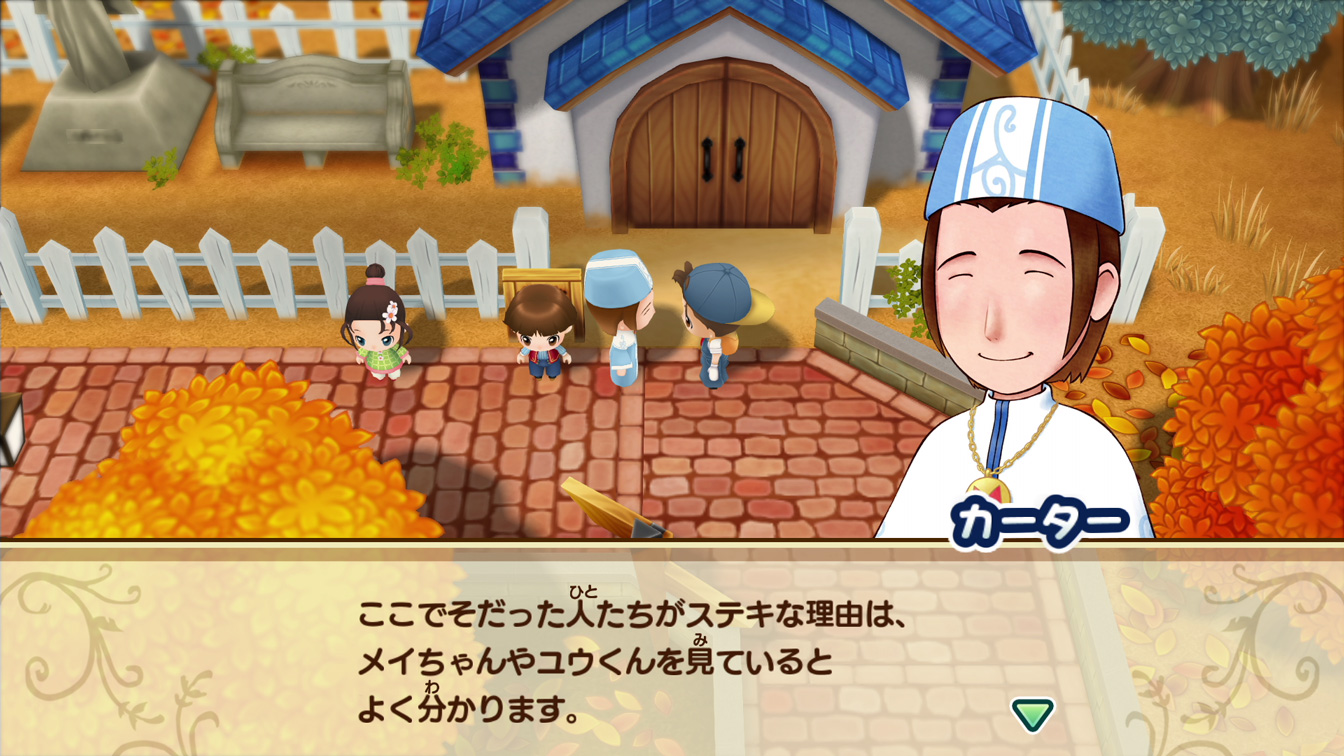 カーター
ここでそだった人たちがステキな理由は、
メイちゃんやユウくんを見ていると
よく分かります。